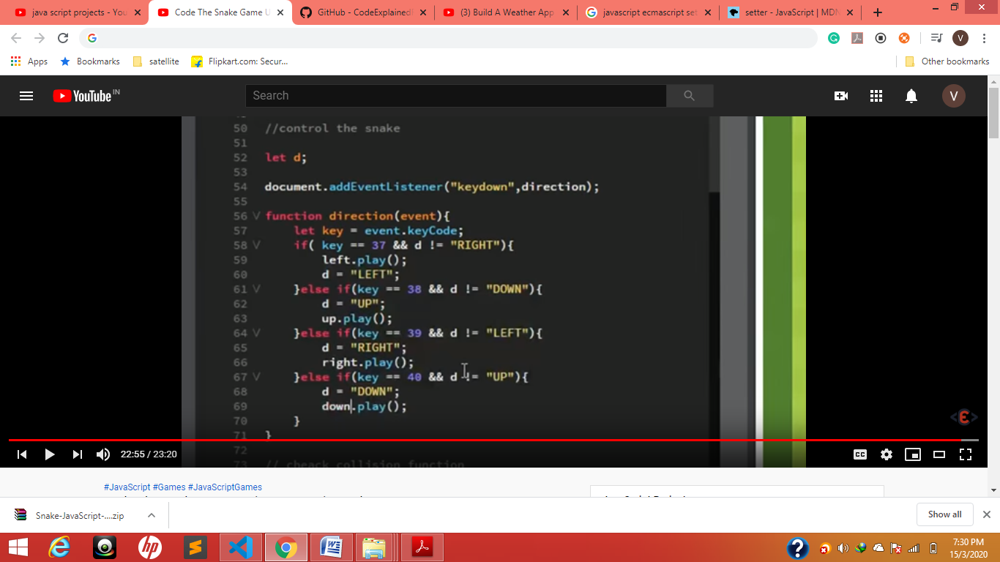 java script projects - You
Code The Snake Game U
GitHub - CodeExplained
(3) Build A Weather App
javascript ecmascript set
setter - JavaScript | MDN
V
Apps
Bookmarks
satellite
Flipkart.com: Secur...
Other bookmarks
YouTube IN
Search
V
50 //control the snake
51
52 let d;
53
54 document.addEventListener("keydown",direction);
55
56 function direction(event){
57 let key = event.keyCode;
58 if( key == 37 && d != "RIGHT"){
59 left.play();
60 d = "LEFT";
61 }else if(key == 38 && d != "DOWN"){
62 d = "UP";
63 up.play();
64 }else if(key == 39 && d != "LEFT"){
65 d = "RIGHT";
66 right.play();
67 }else if(key == 40 && d != "UP"){
68 d = "DOWN";
69 down.play();
70 }
71 }
72
73 // cheack collision function
22:55 / 23:20
CC
#JavaScript #Games #JavaScriptGames
Snake-JavaScript-....zip
Show all
hp
7:30 PM
15/3/2020